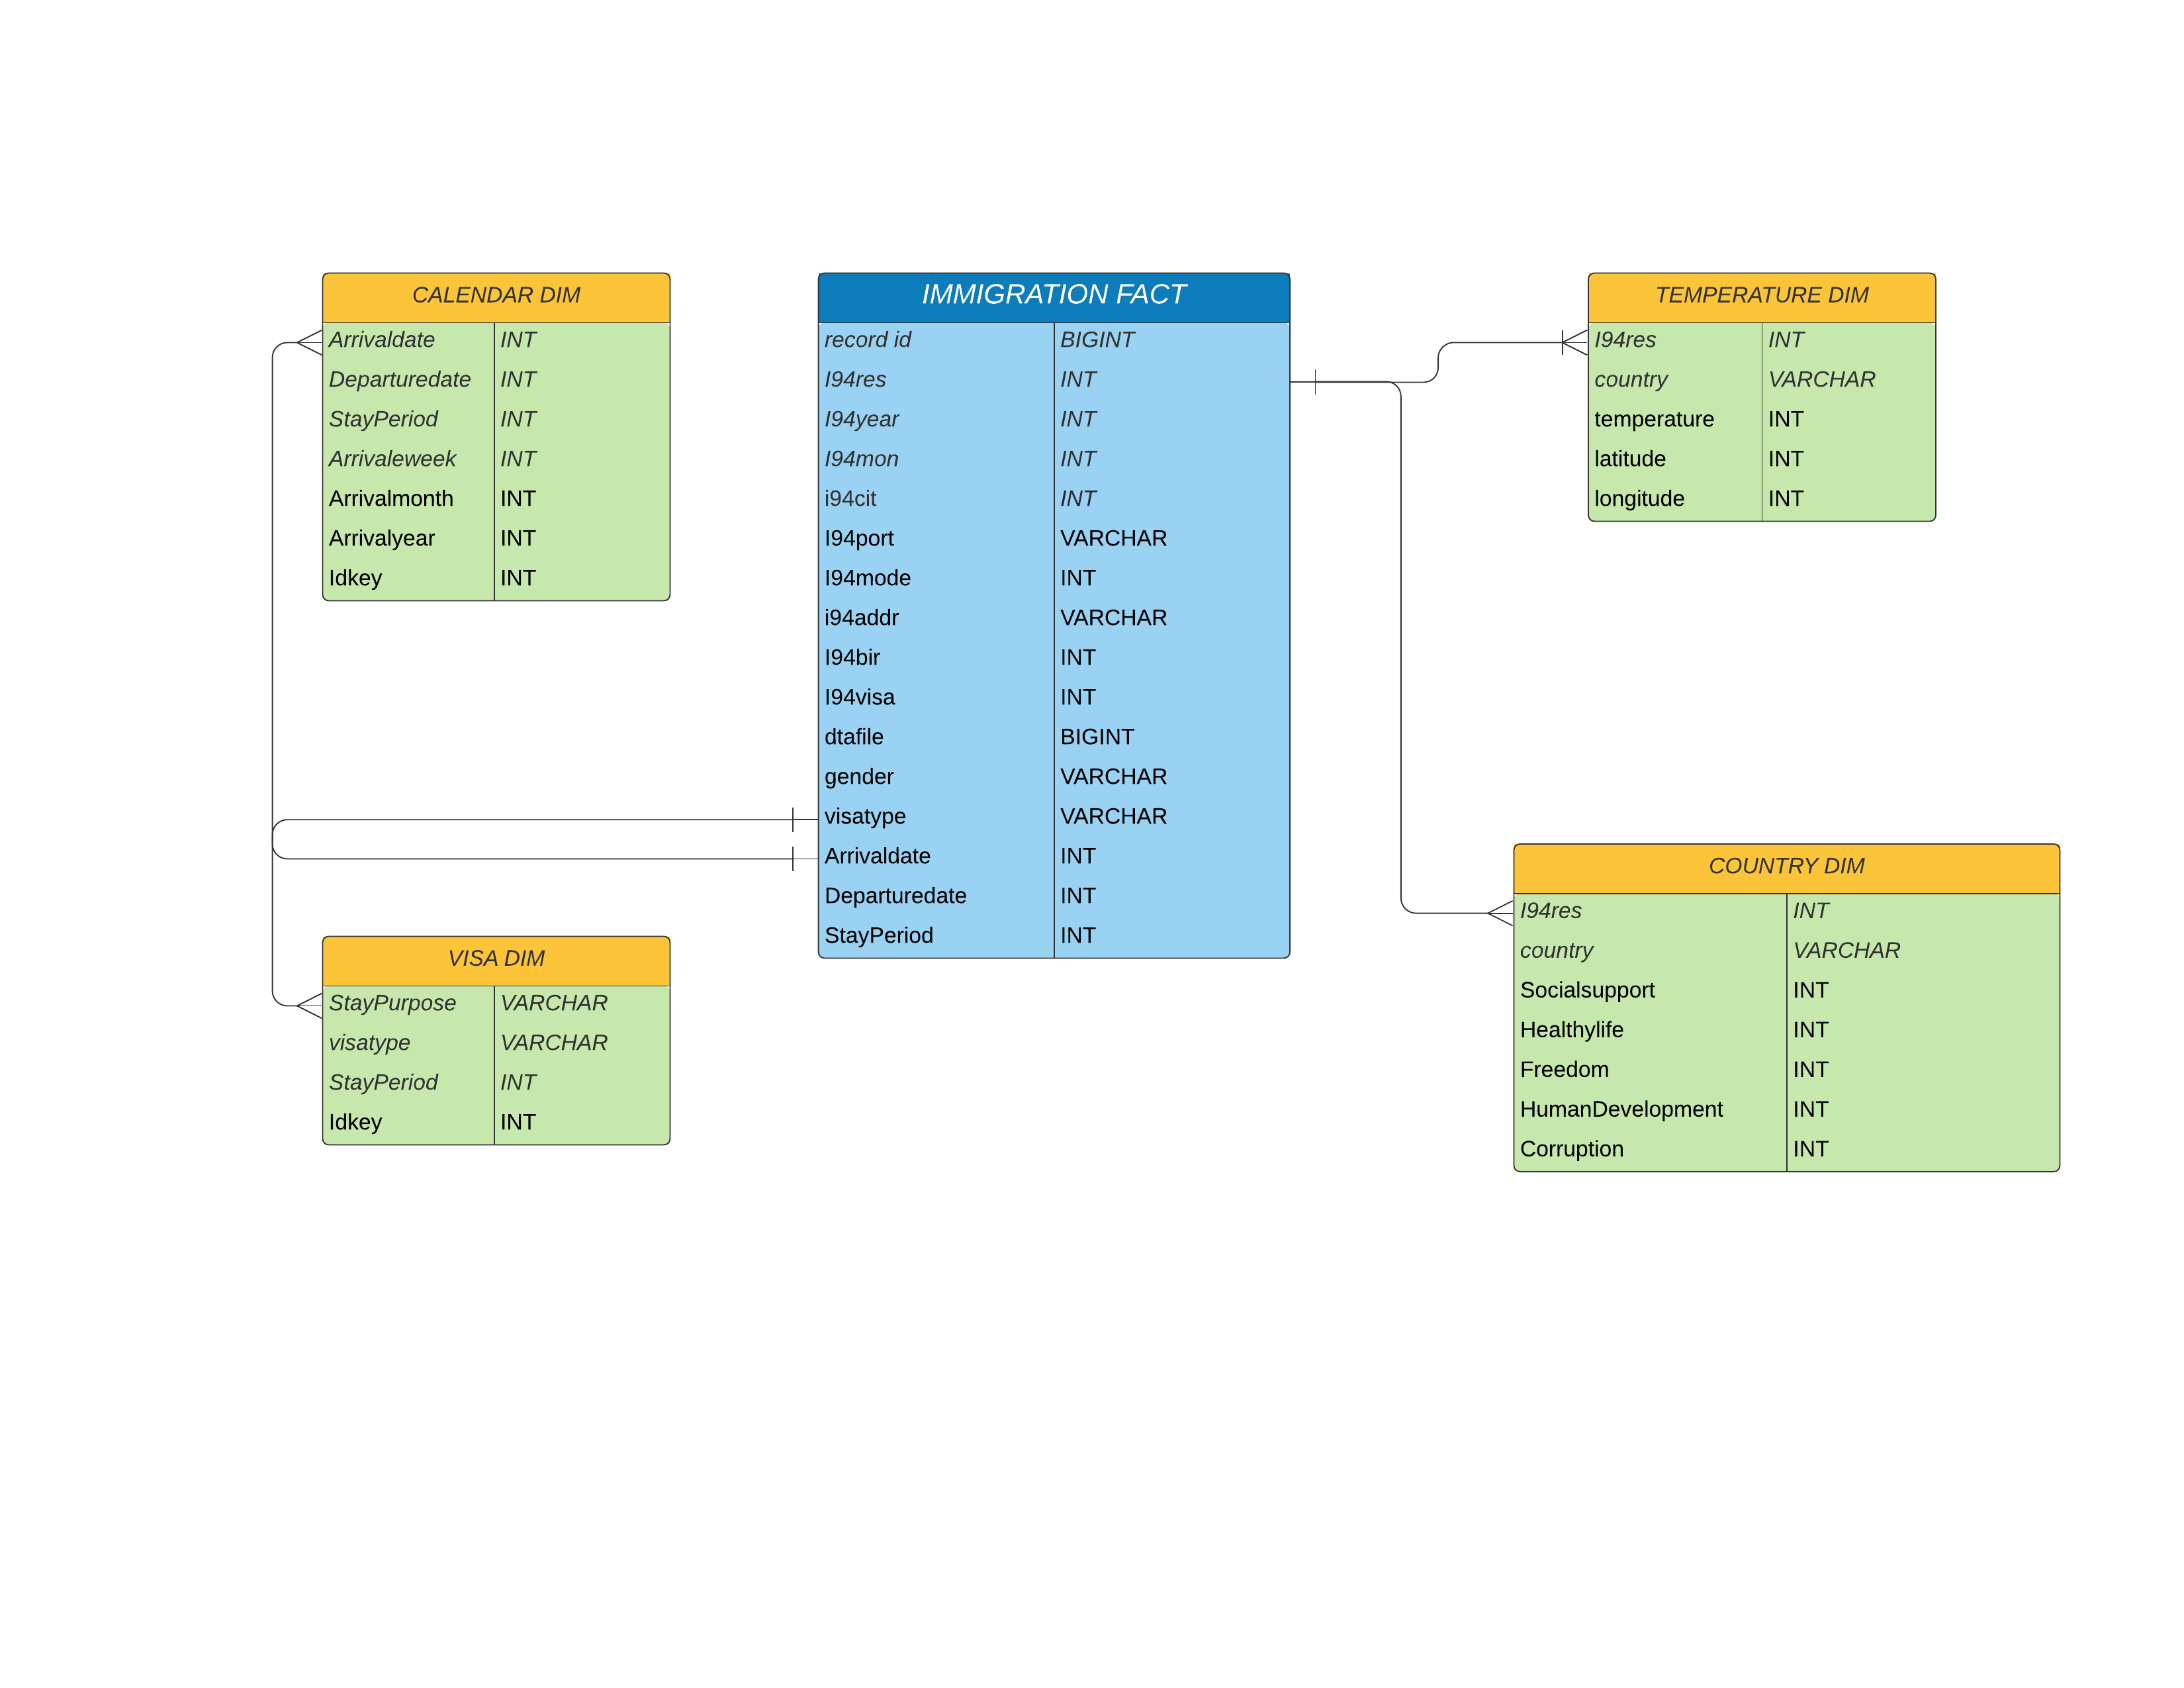 CALENDAR DIM
Arrivaldate INT
Departuredate INT
StayPeriod INT
Arrivaleweek INT
Arrivalmonth INT
Arrivalyear INT
Idkey INT
VISA DIM
StayPurpose VARCHAR
visatype VARCHAR
StayPeriod INT
Idkey INT
IMMIGRATION FACT
record id BIGINT
I94res INT
I94year INT
I94mon INT
i94cit INT
I94port VARCHAR
I94mode INT
i94addr VARCHAR
I94bir INT
I94visa INT
dtafile BIGINT
gender VARCHAR
visatype VARCHAR
Arrivaldate INT
Departuredate INT
StayPeriod INT
TEMPERATURE DIM
I94res INT
country VARCHAR
temperature INT
latitude INT
longitude INT
COUNTRY DIM
I94res INT
country VARCHAR
Socialsupport INT
Healthylife INT
Freedom INT
HumanDevelopment INT
Corruption INT